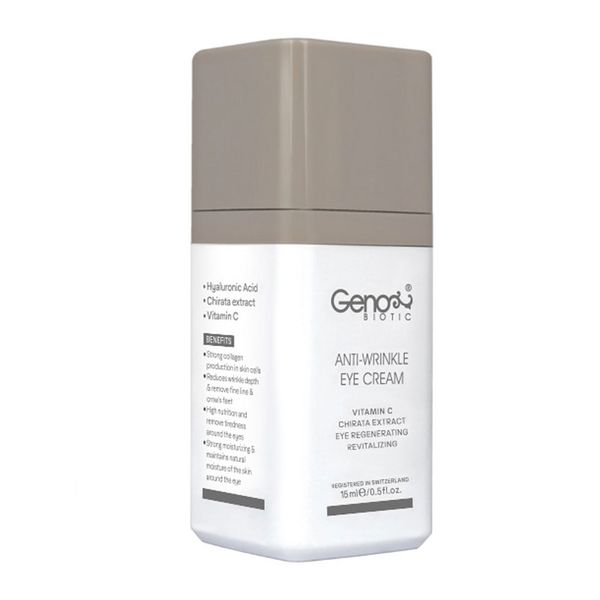 • Hyaluronic Acid
• Chirata extract
• Vitamin C
BENEFITS
• Strong collagen
production in skin cells
• Reduces wrinkle depth
& remove fine line &
crow's feet
• High nutrition and
remove tiredness
around the eyes
• Strong moisturizing &
maintains natural
moisture of the skin
around the eye
Geno ®
BIOTIC
ANTI-WRINKLE
EYE CREAM
VITAMIN C
CHIRATA EXTRACT
EYE REGENERATING
REVITALIZING
REGISTERED IN SWITZERLAND
15ml℮/0.5fl.oz.